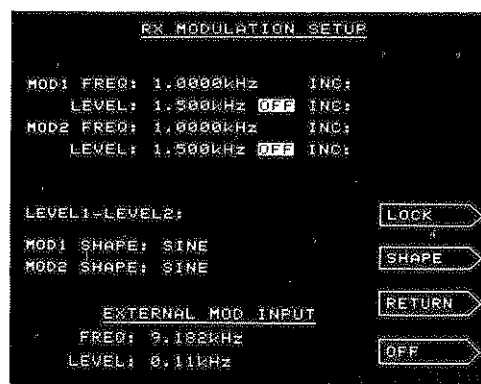 RX MODULATION SETUP
MOD1 FREQ: 1.0000kHz INC:
LEVEL: 1.500kHz OFF INC:
MOD2 FREQ: 1.0000kHz INC:
LEVEL: 1.500kHz OFF INC:
LEVEL1-LEVEL2:
LOCK
MOD1 SHAPE: SINE
MOD2 SHAPE: SINE
SHAPE
RETURN
EXTERNAL MOD INPUT
FREQ: 9.182kHz
LEVEL: 0.11kHz
OFF